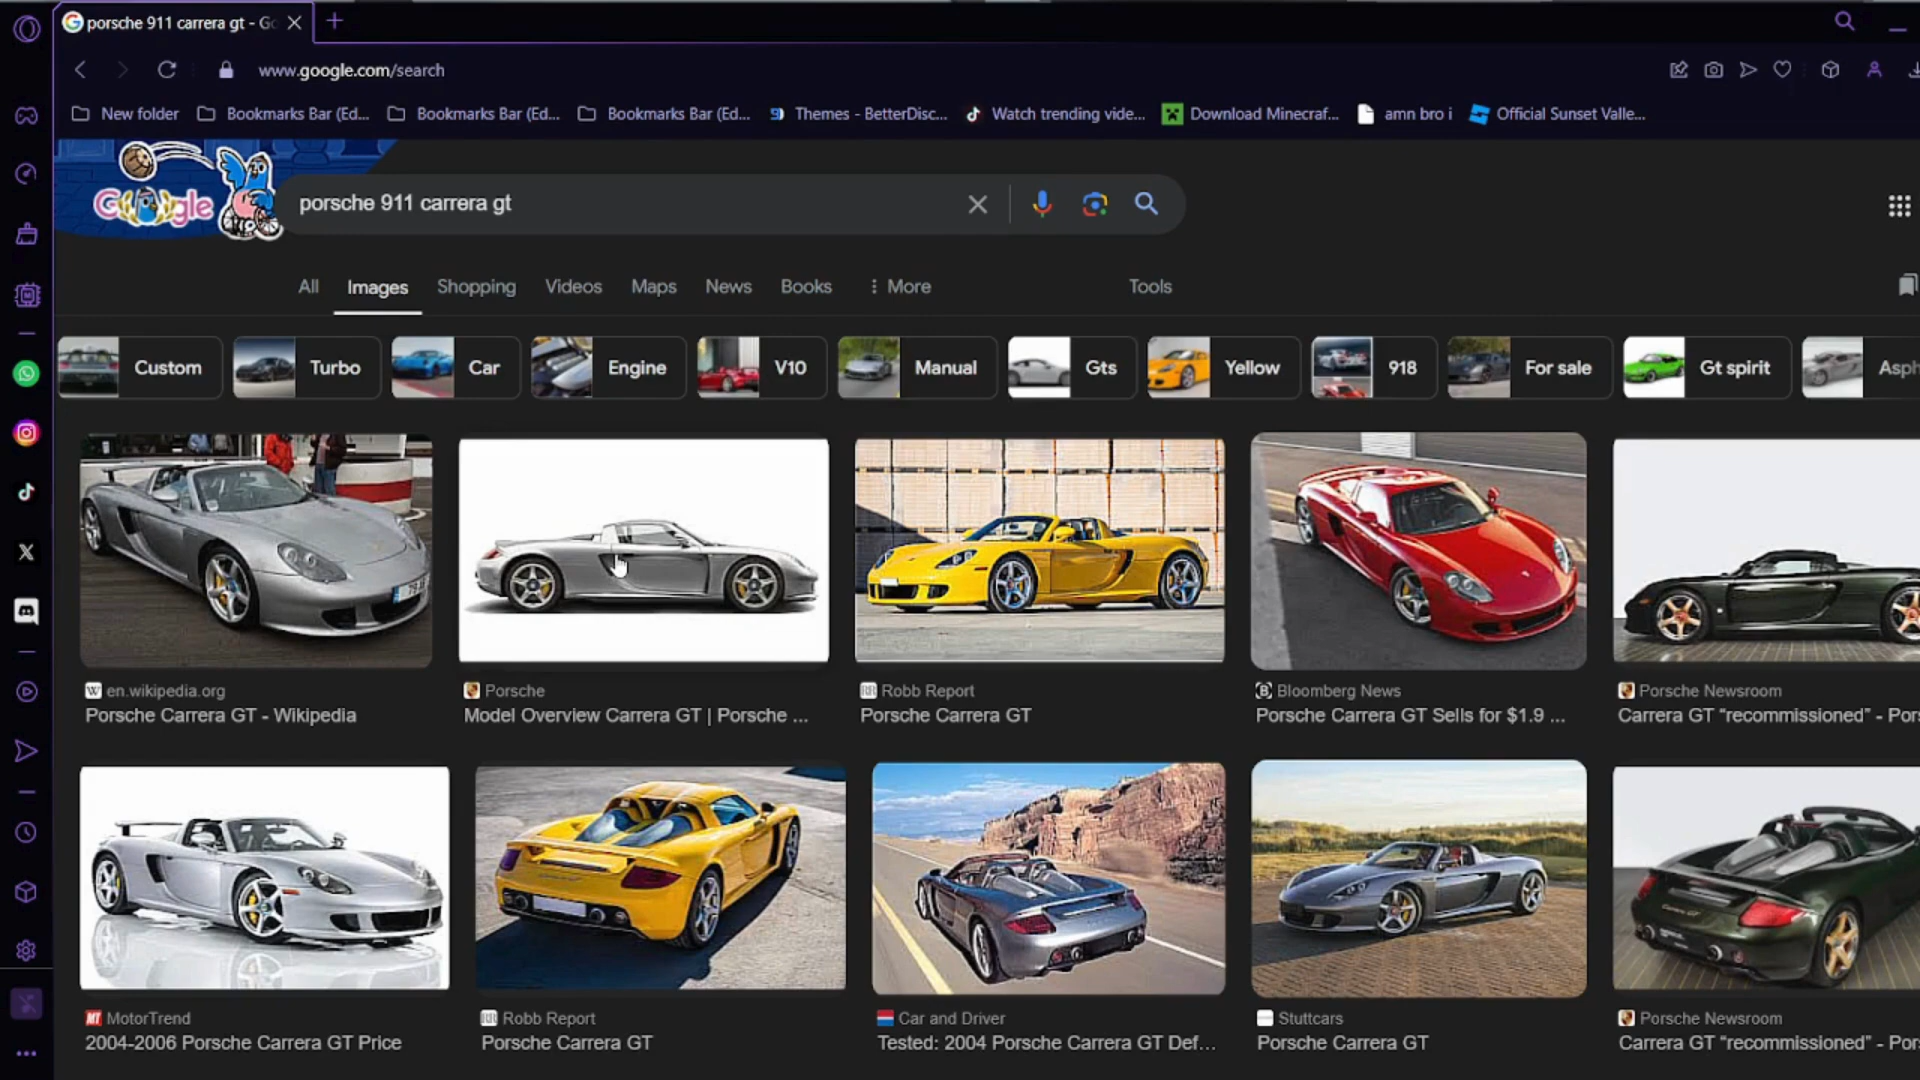 porsche 911 carrera gt - Go
www.google.com/search
New folder
Bookmarks Bar (Ed...
Bookmarks Bar (Ed...
Bookmarks Bar (Ed...
Themes - BetterDisc...
Watch trending vide...
Download Minecraf...
amn bro i
Official Sunset Valle...
Google
porsche 911 carrera gt
All
Images
Shopping
Videos
Maps
News
Books
More
Tools
Custom
Turbo
Car
Engine
V10
Manual
Gts
Yellow
918
For sale
Gt spirit
Asph
en.wikipedia.org
Porsche Carrera GT - Wikipedia
Porsche
Model Overview Carrera GT | Porsche ...
Robb Report
Porsche Carrera GT
Bloomberg News
Porsche Carrera GT Sells for $1.9 ...
Porsche Newsroom
Carrera GT “recommissioned” - Pors
MotorTrend
2004-2006 Porsche Carrera GT Price
Robb Report
Porsche Carrera GT
Car and Driver
Tested: 2004 Porsche Carrera GT Def...
Stuttcars
Porsche Carrera GT
Porsche Newsroom
Carrera GT “recommissioned” - Pors